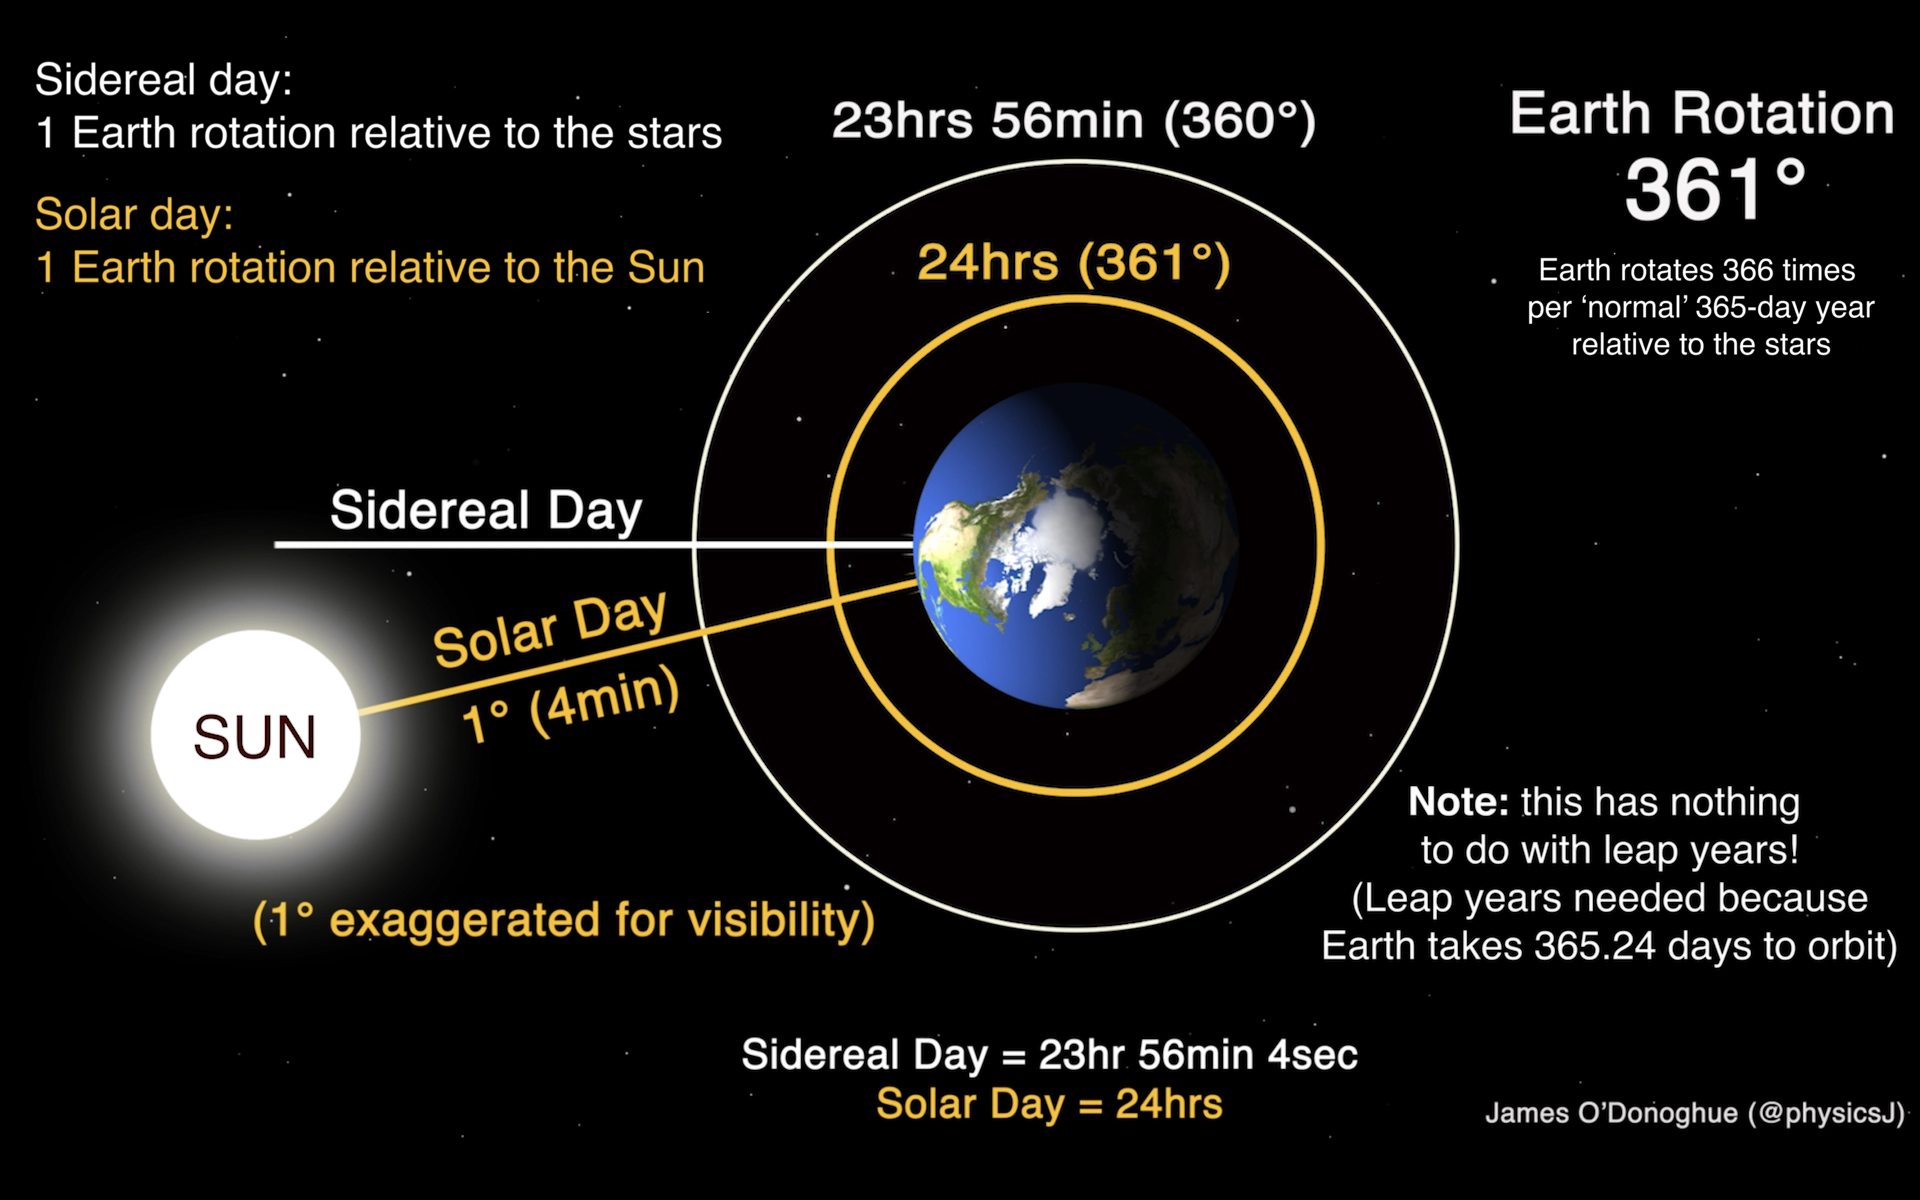 Sidereal day:
1 Earth rotation relative to the stars
Solar day:
1 Earth rotation relative to the Sun
23hrs 56min (360°)
24hrs (361°)
Earth Rotation
361°
Earth rotates 366 times
per ‘normal’ 365-day year
relative to the stars
Sidereal Day
Solar Day
1° (4min)
SUN
(1° exaggerated for visibility)
Note: this has nothing
to do with leap years!
(Leap years needed because
Earth takes 365.24 days to orbit)
Sidereal Day = 23hr 56min 4sec
Solar Day = 24hrs
James O’Donoghue (@physicsJ)